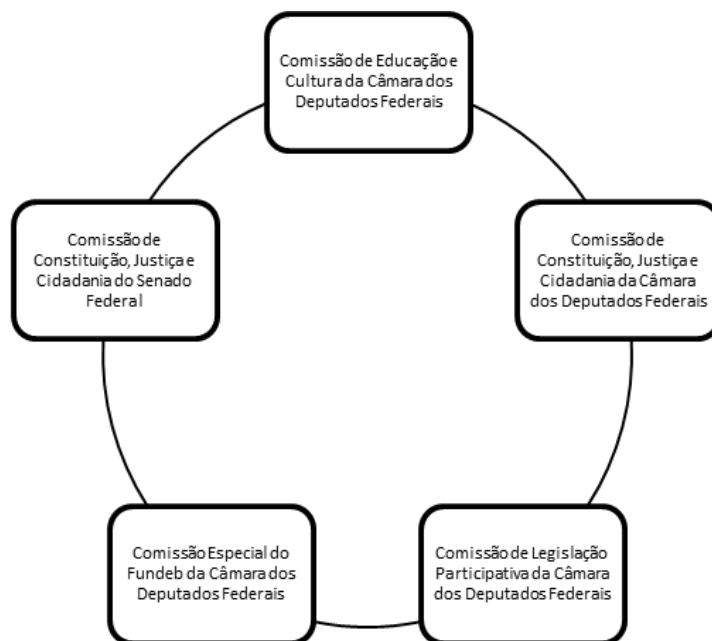 Comissão de Educação e
Cultura da Câmara dos
Deputados Federais
Comissão de
Constituição, Justiça e
Cidadania do Senado
Federal
Comissão de
Constituição, Justiça e
Cidadania da Câmara
dos Deputados Federais
Comissão Especial do
Fundeb da Câmara dos
Deputados Federais
Comissão de Legislação
Participativa da Câmara
dos Deputados Federais